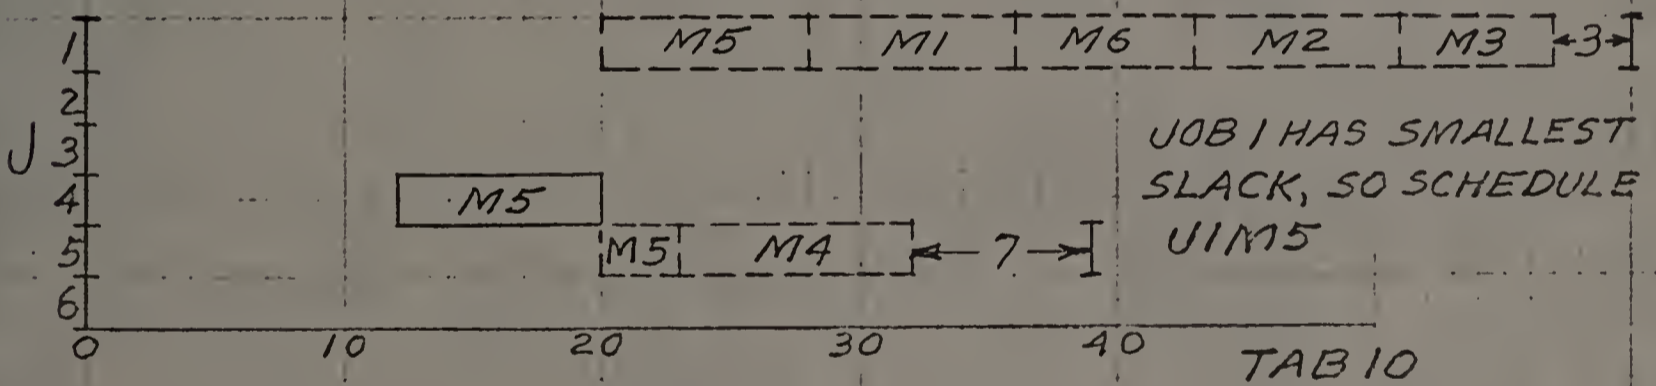 1 M5 M1 M6 M2 M3 3
2
J 3
JOB 1 HAS SMALLEST
4 M5 SLACK, SO SCHEDULE
5 M5 M4 7 J1M5
6
0 10 20 30 40
TAB 10